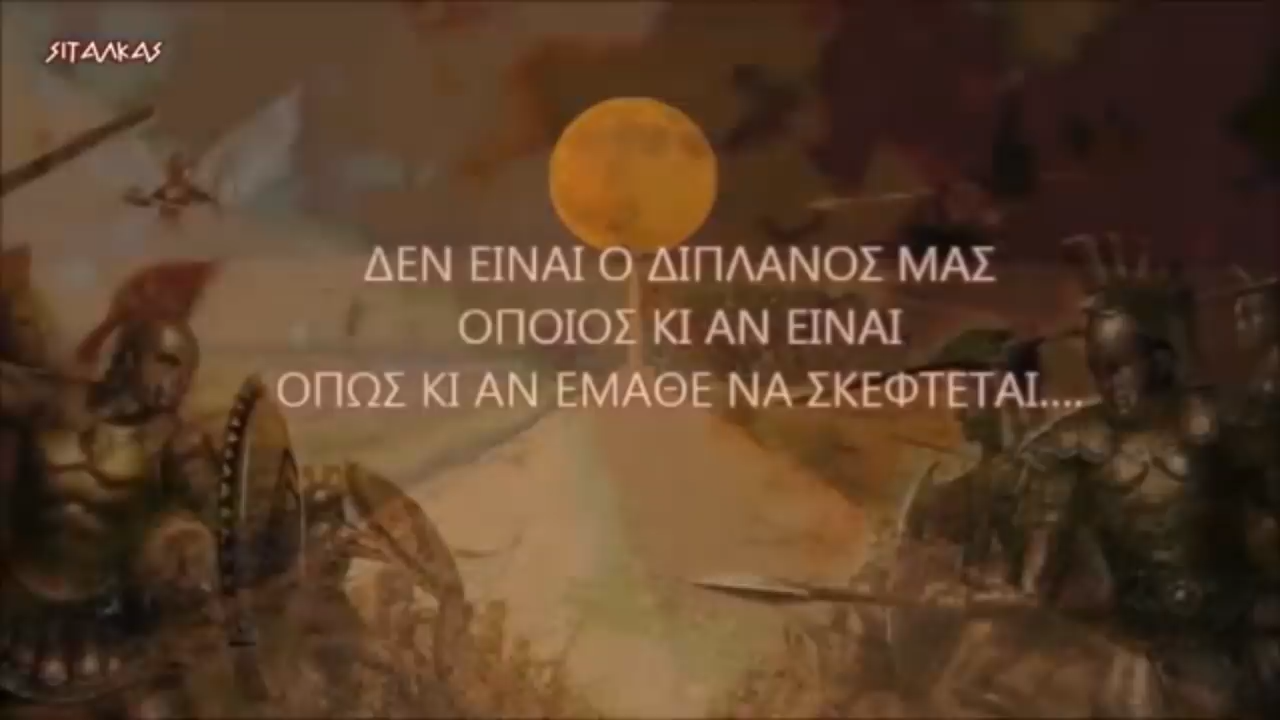 SITALKAS
ΔΕΝ ΕΙΝΑΙ Ο ΔΙΠΛΑΝΟΣ ΜΑΣ
ΟΠΟΙΟΣ ΚΙ ΑΝ ΕΙΝΑΙ
ΟΠΩΣ ΚΙ ΑΝ ΕΜΑΘΕ ΝΑ ΣΚΕΦΤΕΤΑΙ....